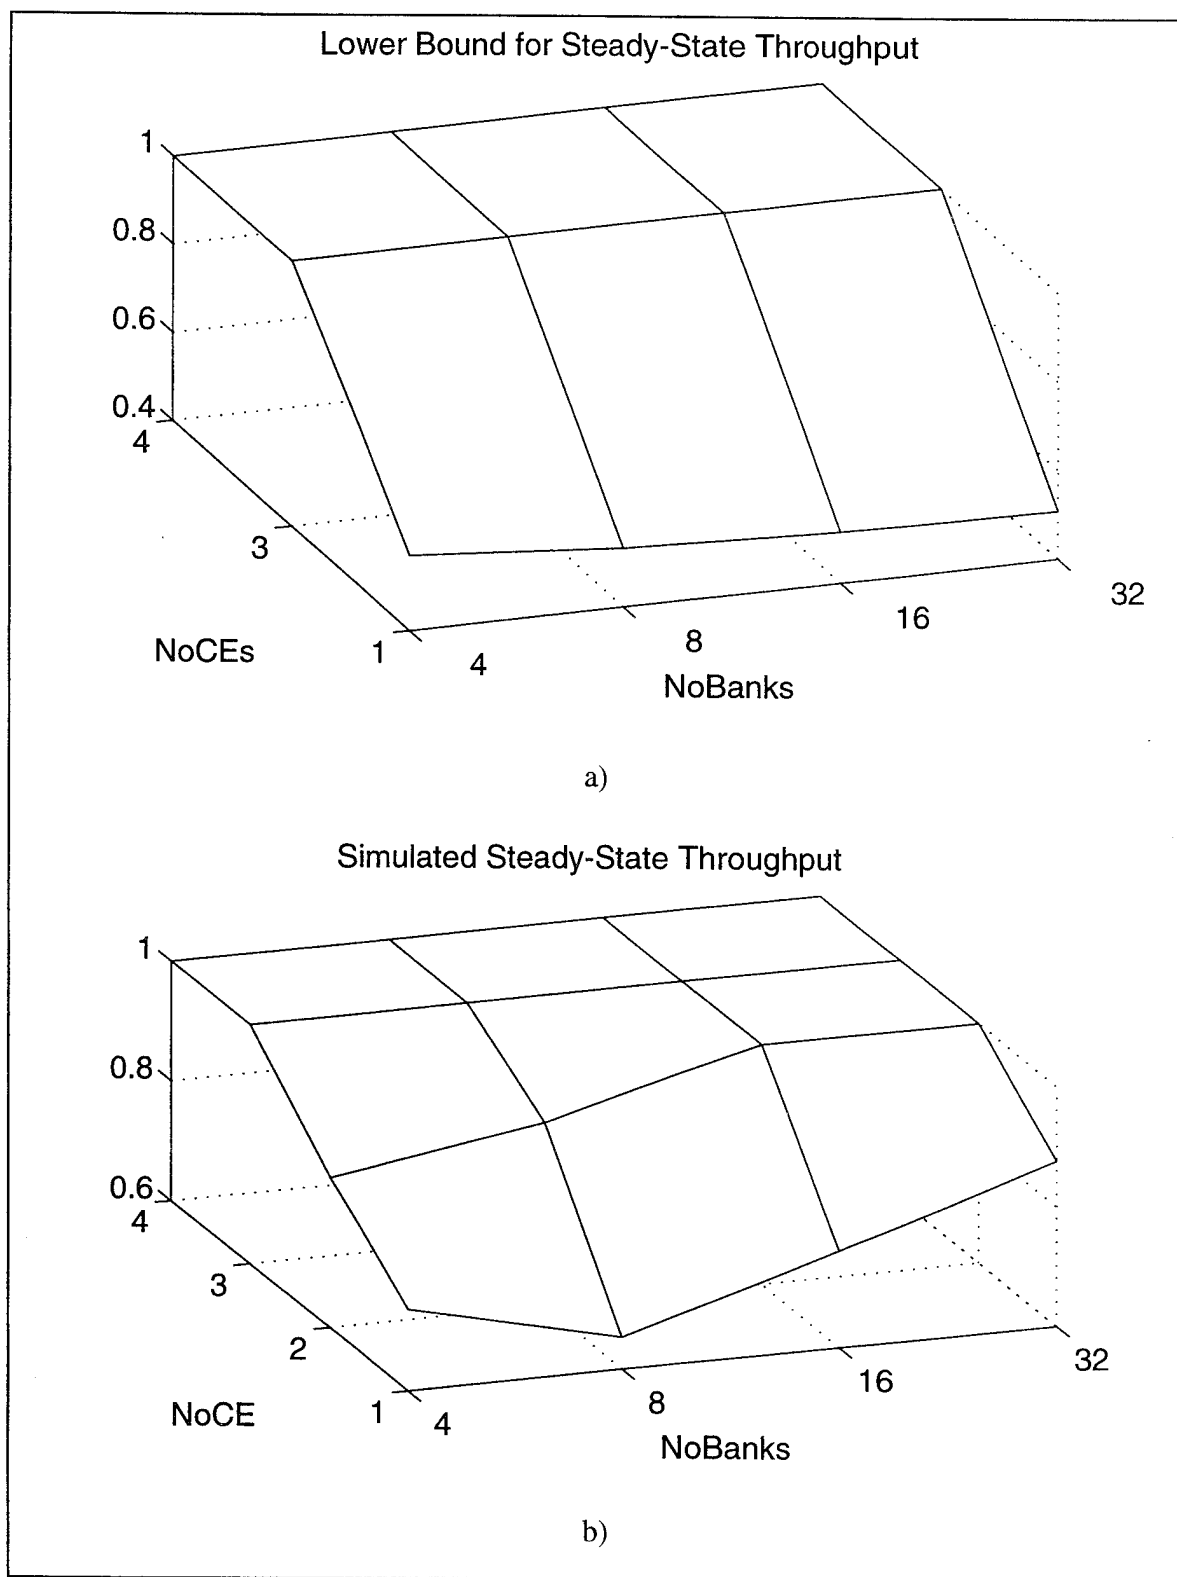 Lower Bound for Steady-State Throughput
1
0.8
0.6
0.4
4
3
1
NoCEs
4
8
16
32
NoBanks
a)
Simulated Steady-State Throughput
1
0.8
0.6
4
3
2
1
NoCE
4
8
16
32
NoBanks
b)